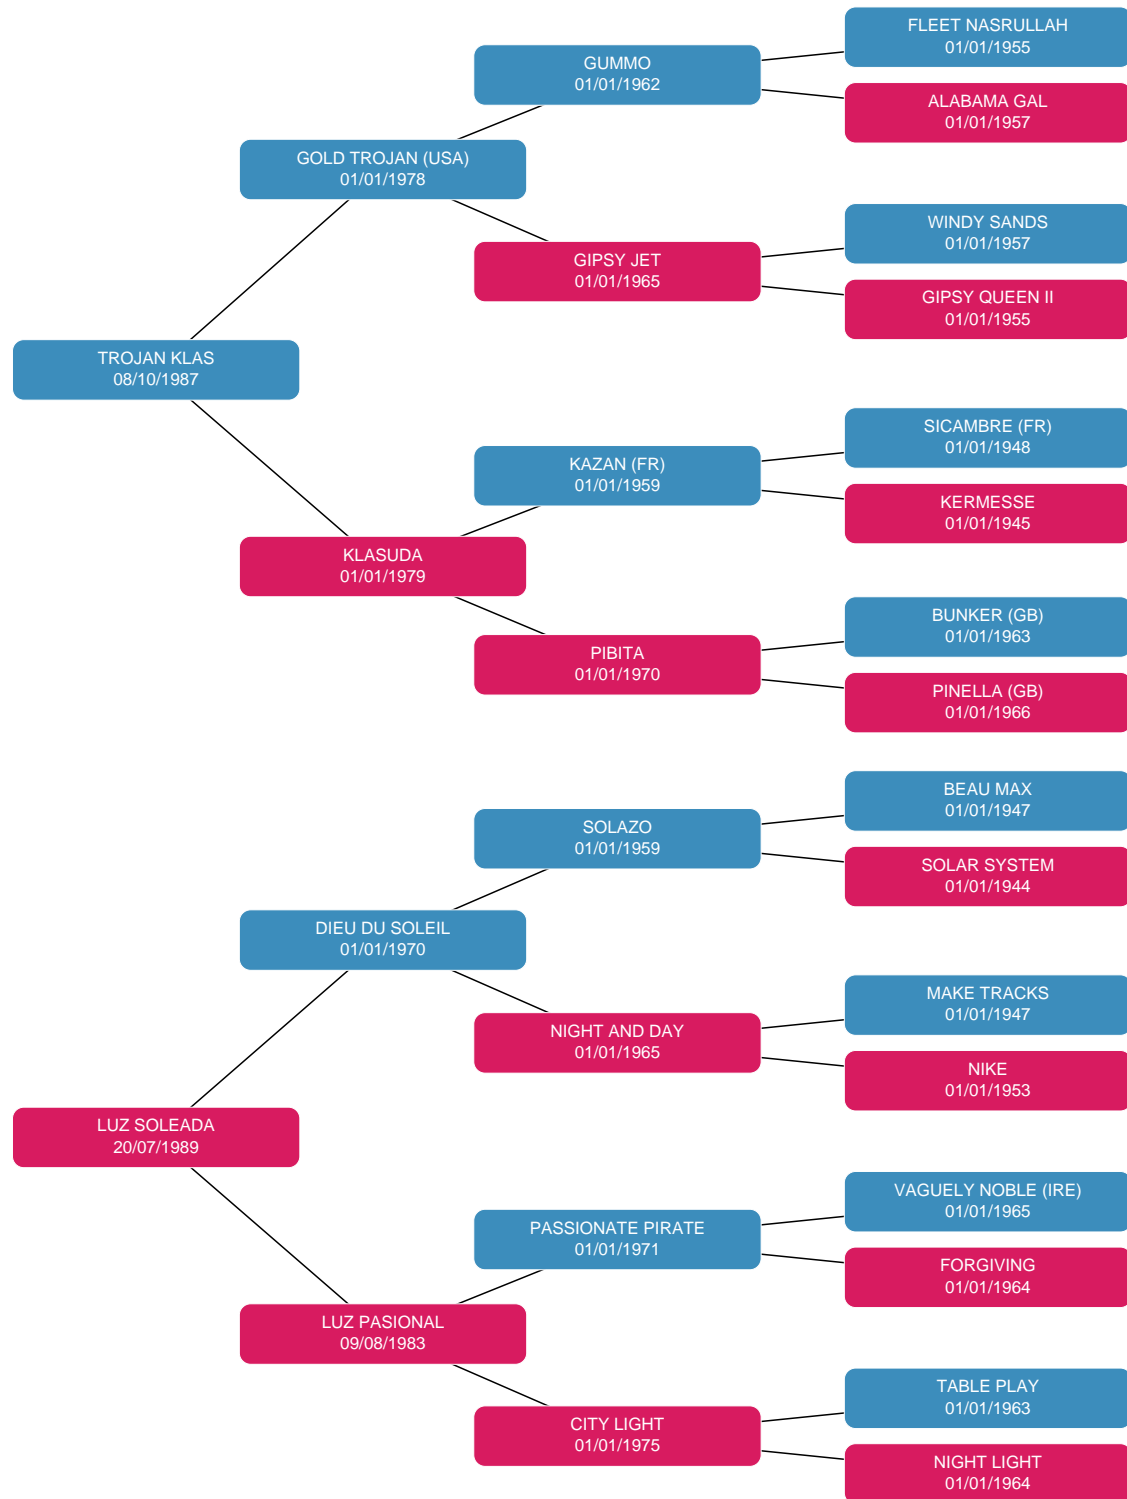 FLEET NASRULLAH
01/01/1955
GUMMO
01/01/1962
ALABAMA GAL
01/01/1957
GOLD TROJAN (USA)
01/01/1978
WINDY SANDS
01/01/1957
GIPSY JET
01/01/1965
GIPSY QUEEN II
01/01/1955
TROJAN KLAS
08/10/1987
SICAMBRE (FR)
01/01/1948
KAZAN (FR)
01/01/1959
KERMESSE
01/01/1945
KLASUDA
01/01/1979
BUNKER (GB)
01/01/1963
PIBITA
01/01/1970
PINELLA (GB)
01/01/1966
BEAU MAX
01/01/1947
SOLAZO
01/01/1959
SOLAR SYSTEM
01/01/1944
DIEU DU SOLEIL
01/01/1970
MAKE TRACKS
01/01/1947
NIGHT AND DAY
01/01/1965
NIKE
01/01/1953
LUZ SOLEADA
20/07/1989
VAGUELY NOBLE (IRE)
01/01/1965
PASSIONATE PIRATE
01/01/1971
FORGIVING
01/01/1964
LUZ PASIONAL
09/08/1983
TABLE PLAY
01/01/1963
CITY LIGHT
01/01/1975
NIGHT LIGHT
01/01/1964